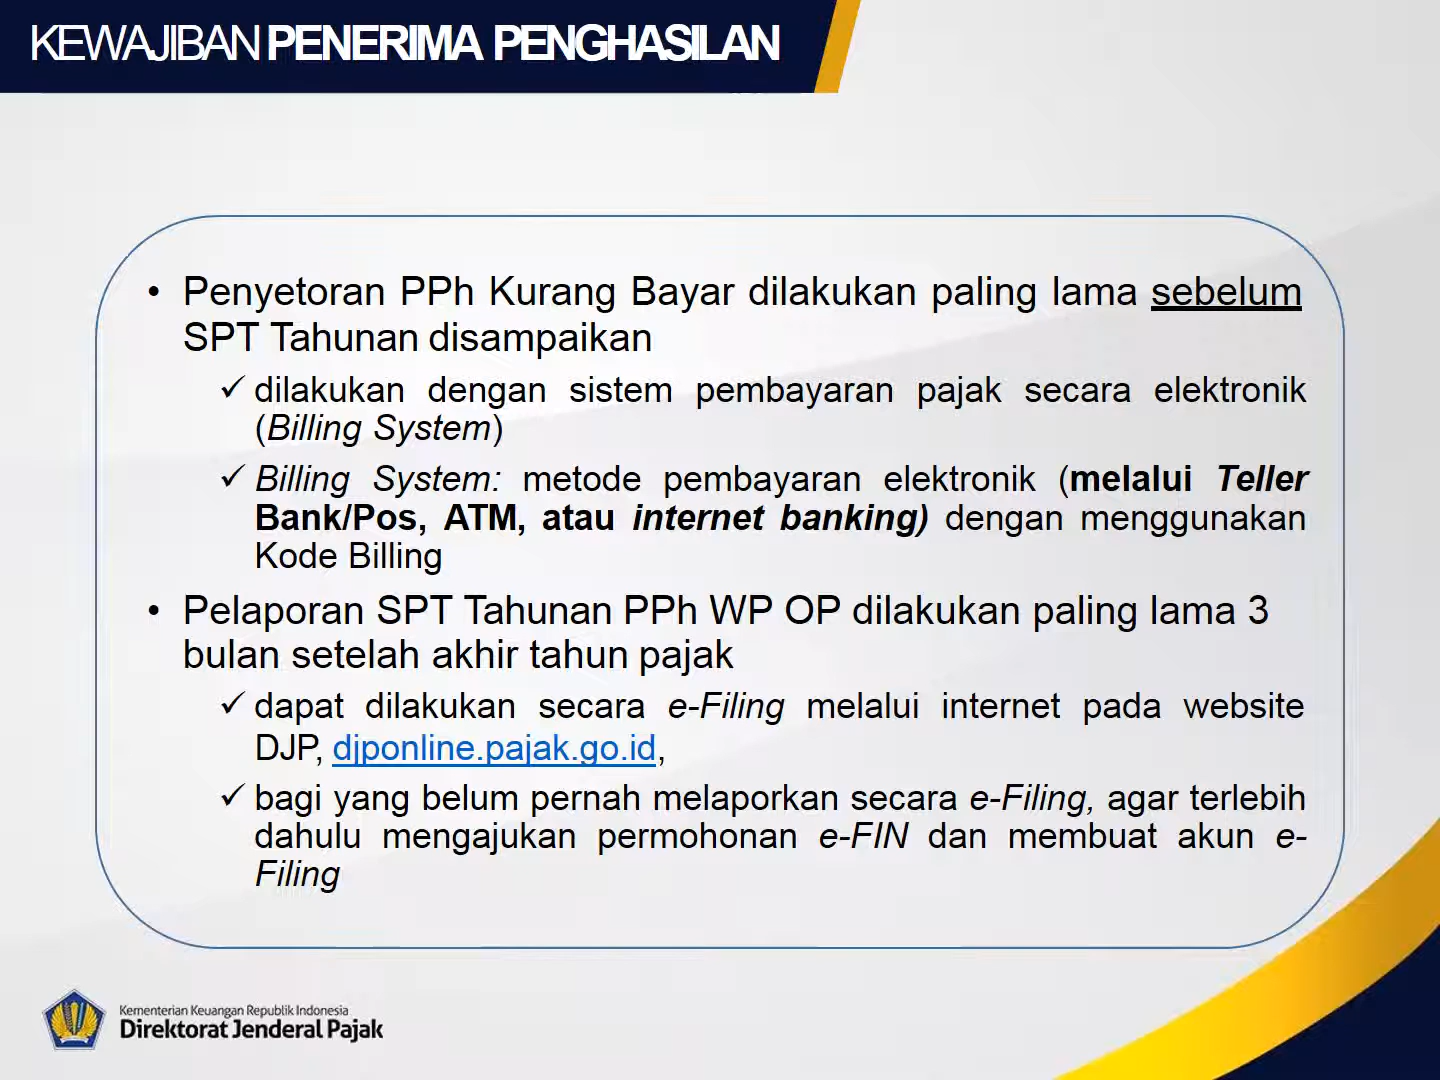 KEWAJIBAN PENERIMA PENGHASILAN
• Penyetoran PPh Kurang Bayar dilakukan paling lama sebelum
SPT Tahunan disampaikan
✓ dilakukan dengan sistem pembayaran pajak secara elektronik
(Billing System)
✓ Billing System: metode pembayaran elektronik (melalui Teller
Bank/Pos, ATM, atau internet banking) dengan menggunakan
Kode Billing
• Pelaporan SPT Tahunan PPh WP OP dilakukan paling lama 3
bulan setelah akhir tahun pajak
✓ dapat dilakukan secara e-Filing melalui internet pada website
DJP, djponline.pajak.go.id,
✓ bagi yang belum pernah melaporkan secara e-Filing, agar terlebih
dahulu mengajukan permohonan e-FIN dan membuat akun e-
Filing
Kementerian Keuangan Republik Indonesia
Direktorat Jenderal Pajak